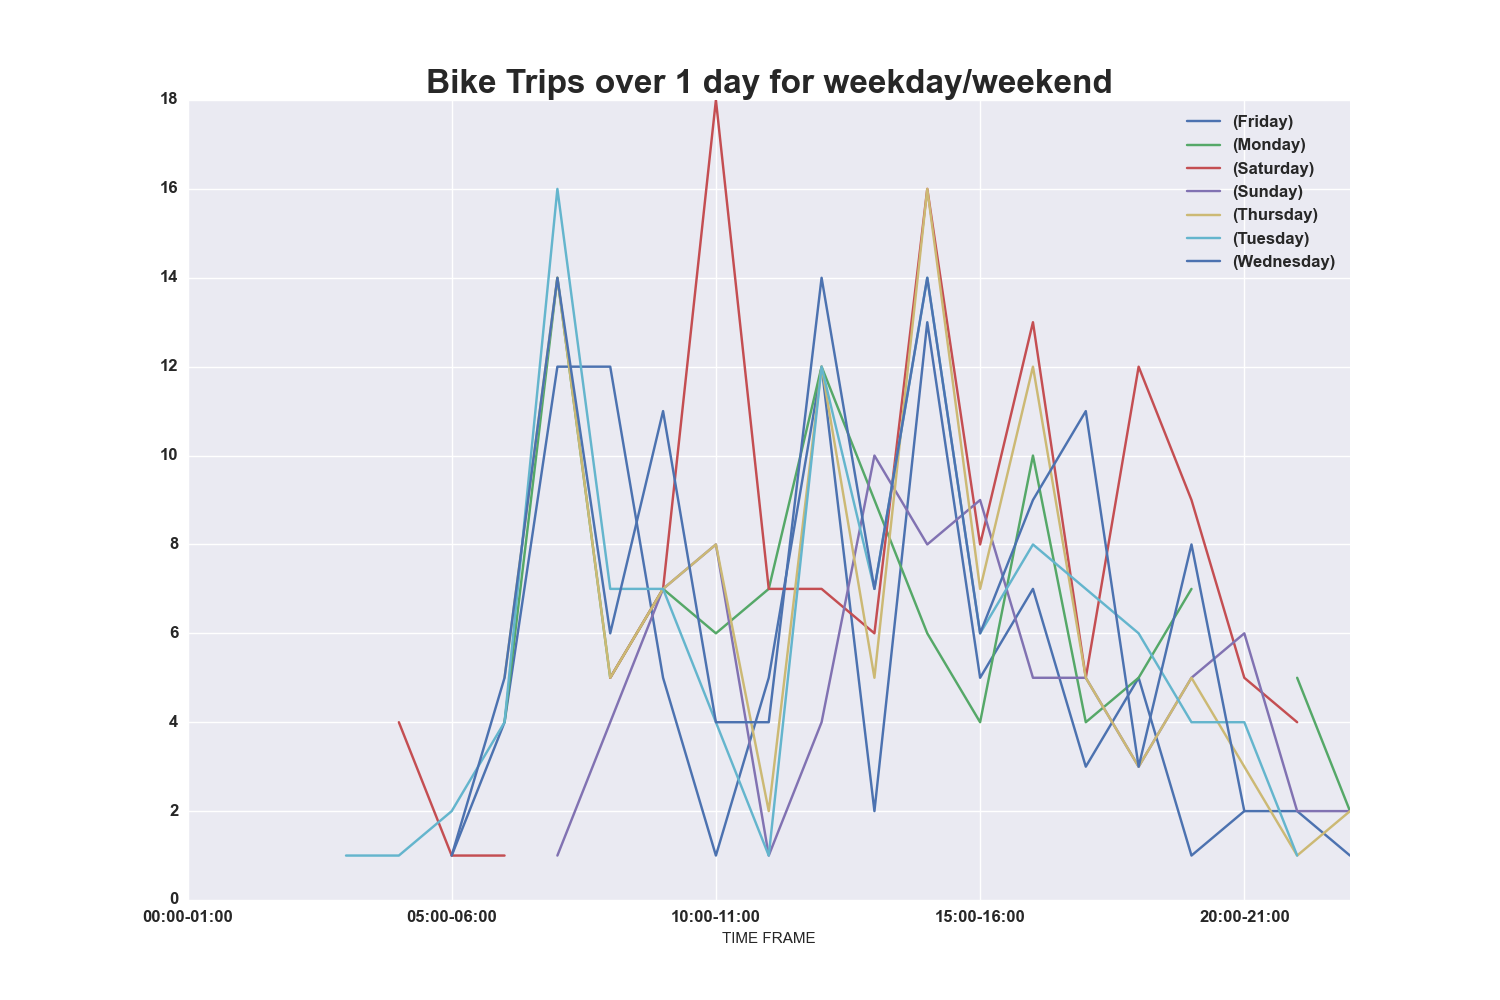 Bike Trips over 1 day for weekday/weekend
18
16
14
12
10
8
6
4
2
0
(Friday)
(Monday)
(Saturday)
(Sunday)
(Thursday)
(Tuesday)
(Wednesday)
00:00-01:00 05:00-06:00 10:00-11:00 15:00-16:00 20:00-21:00
TIME FRAME